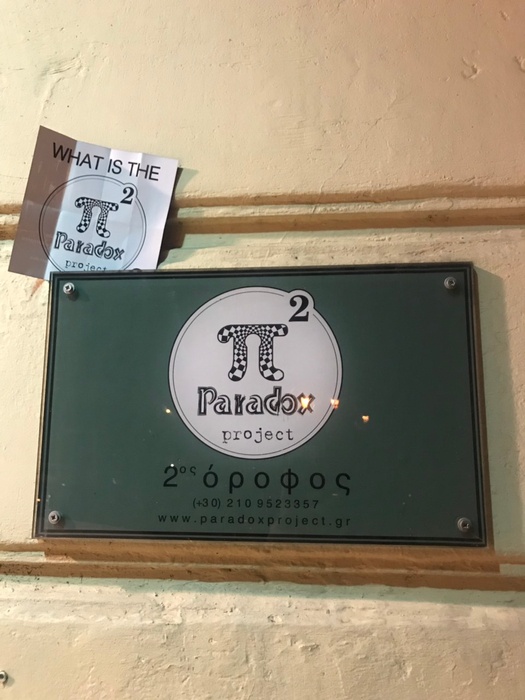 WHAT IS THE
π²
Paradox
project
π²
Paradox
project
2ος όροφος
(+30) 210 9523357
www.paradoxproject.gr